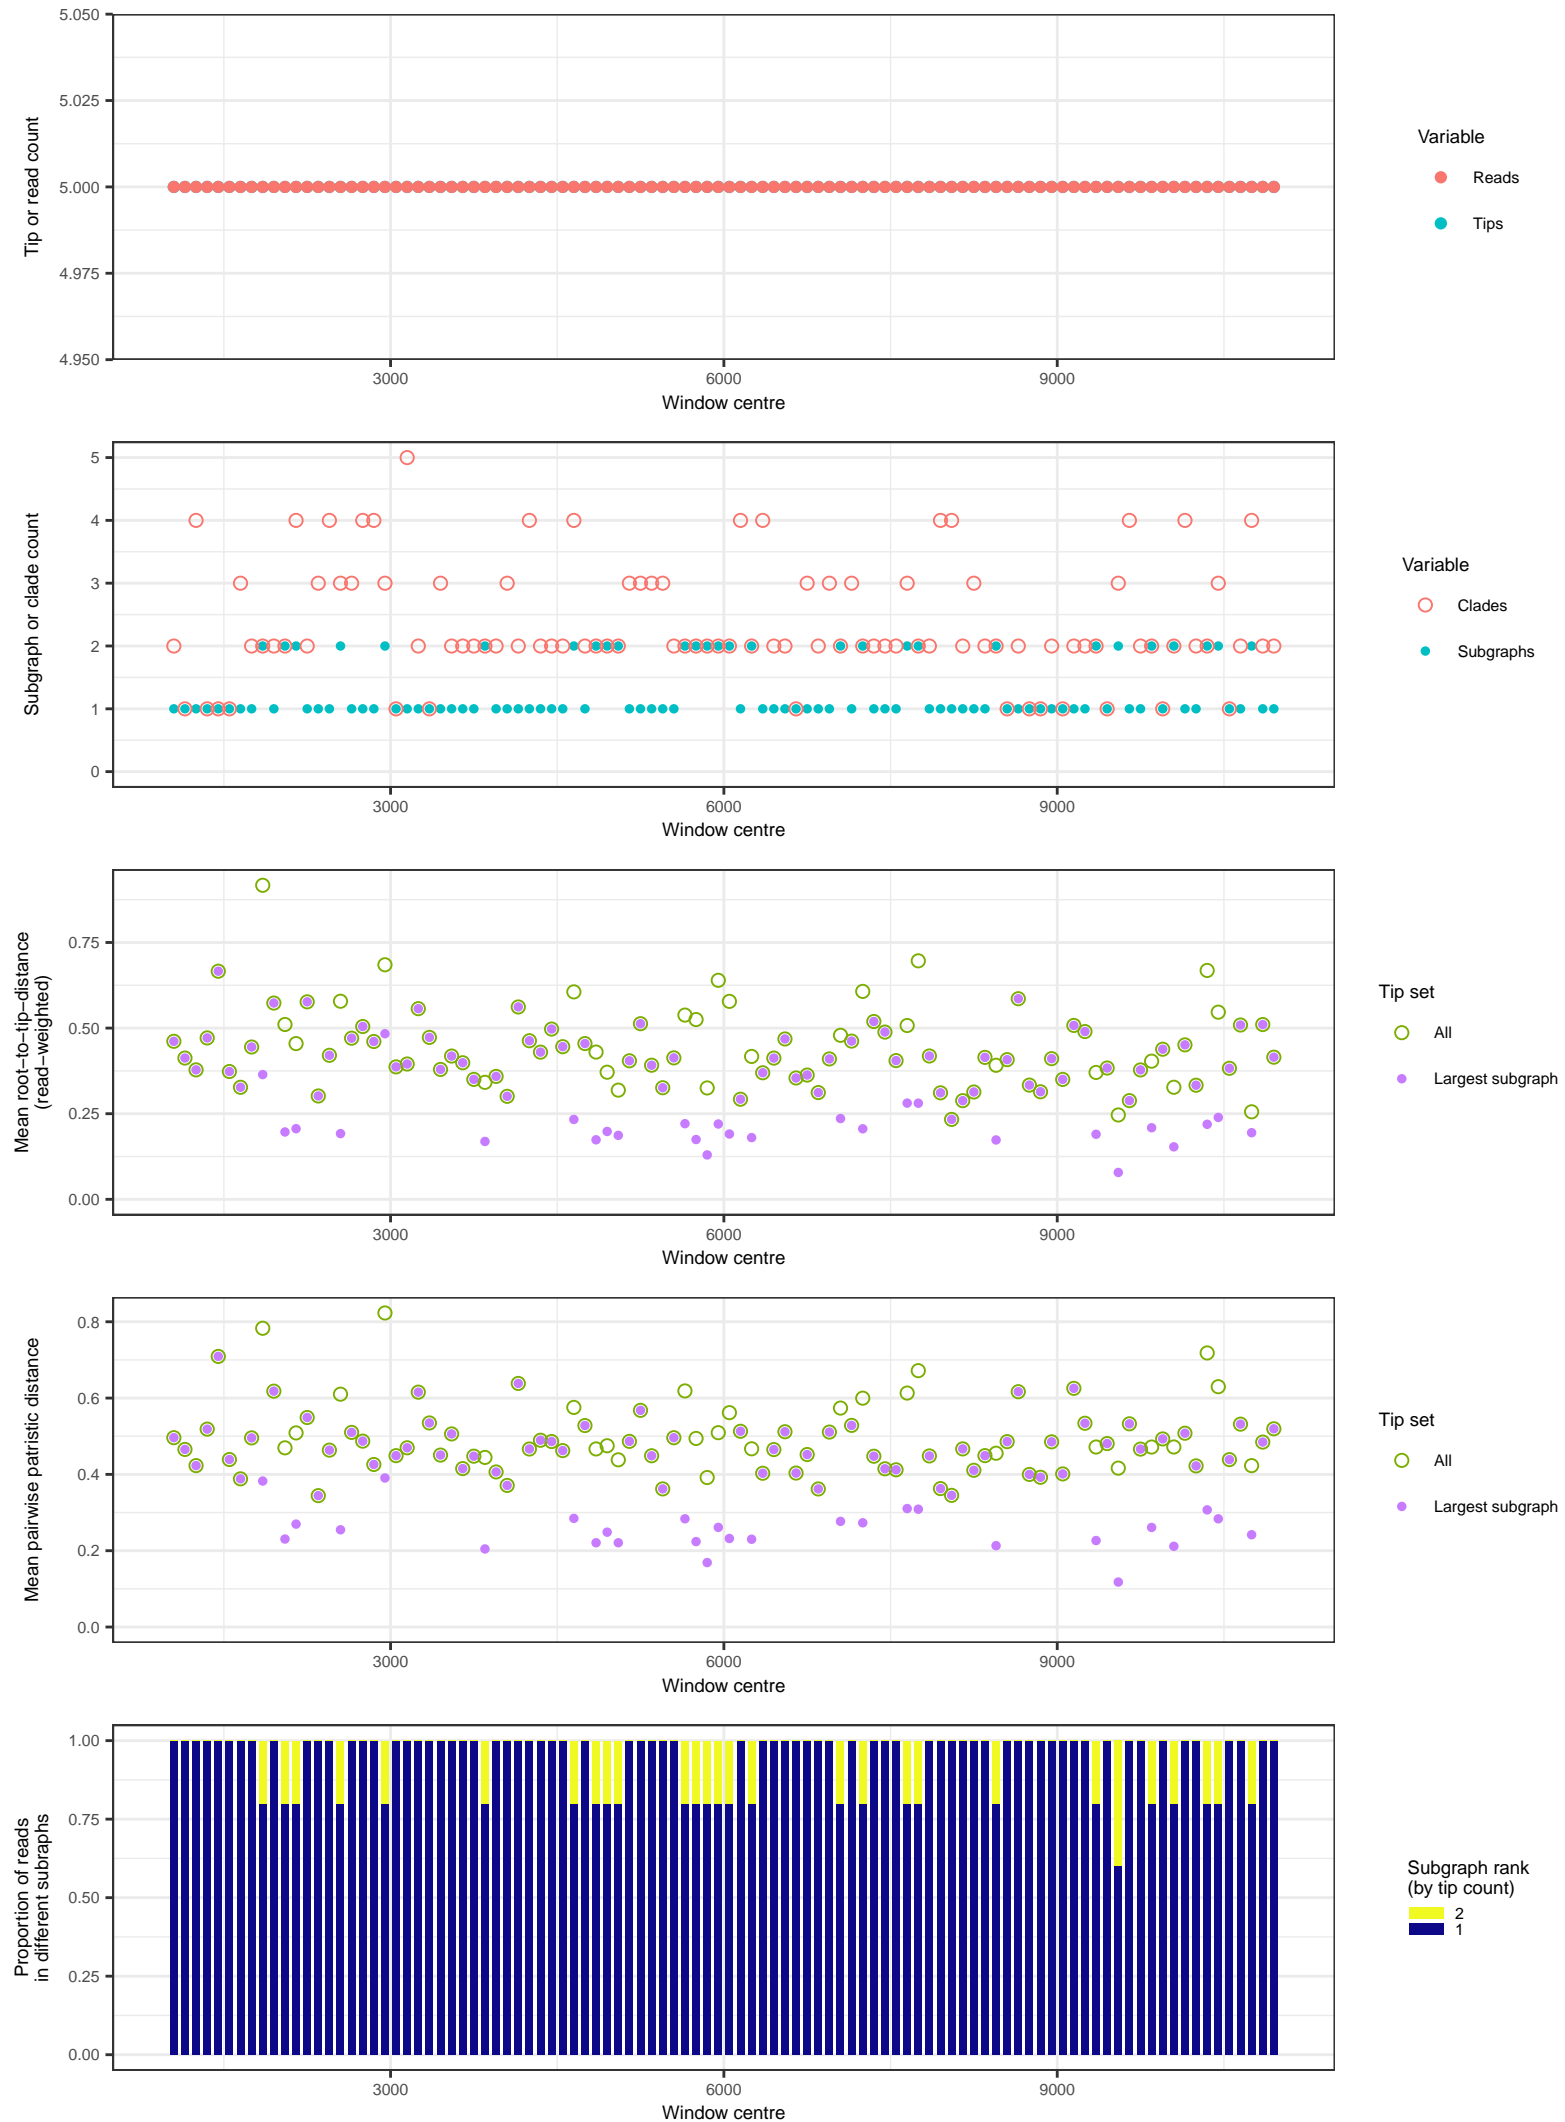 5.050
5.025
5.000
4.975
4.950
Tip or read count
3000
6000
9000
Window centre
Variable
Reads
Tips
5
4
3
2
1
0
Subgraph or clade count
3000
6000
9000
Window centre
Variable
Clades
Subgraphs
0.75
0.50
0.25
0.00
Mean root−to−tip−distance
(read−weighted)
3000
6000
9000
Window centre
Tip set
All
Largest subgraph
0.8
0.6
0.4
0.2
0.0
Mean pairwise patristic distance
3000
6000
9000
Window centre
Tip set
All
Largest subgraph
1.00
0.75
0.50
0.25
0.00
Proportion of reads
in different subraphs
3000
6000
9000
Window centre
Subgraph rank
(by tip count)
2
1